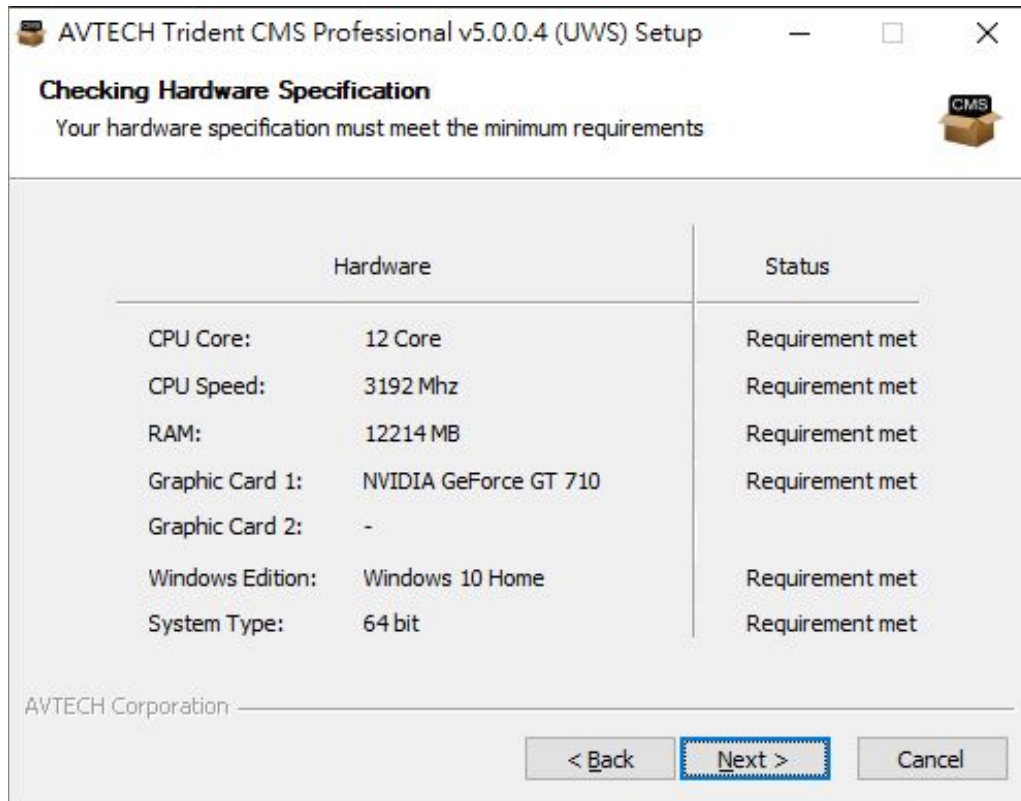 AVTECH Trident CMS Professional v5.0.0.4 (UWS) Setup
Checking Hardware Specification
Your hardware specification must meet the minimum requirements
CMS
Hardware Status
CPU Core: 12 Core Requirement met
CPU Speed: 3192 Mhz Requirement met
RAM: 12214 MB Requirement met
Graphic Card 1: NVIDIA GeForce GT 710 Requirement met
Graphic Card 2: -
Windows Edition: Windows 10 Home Requirement met
System Type: 64 bit Requirement met
AVTECH Corporation
< Back Next > Cancel